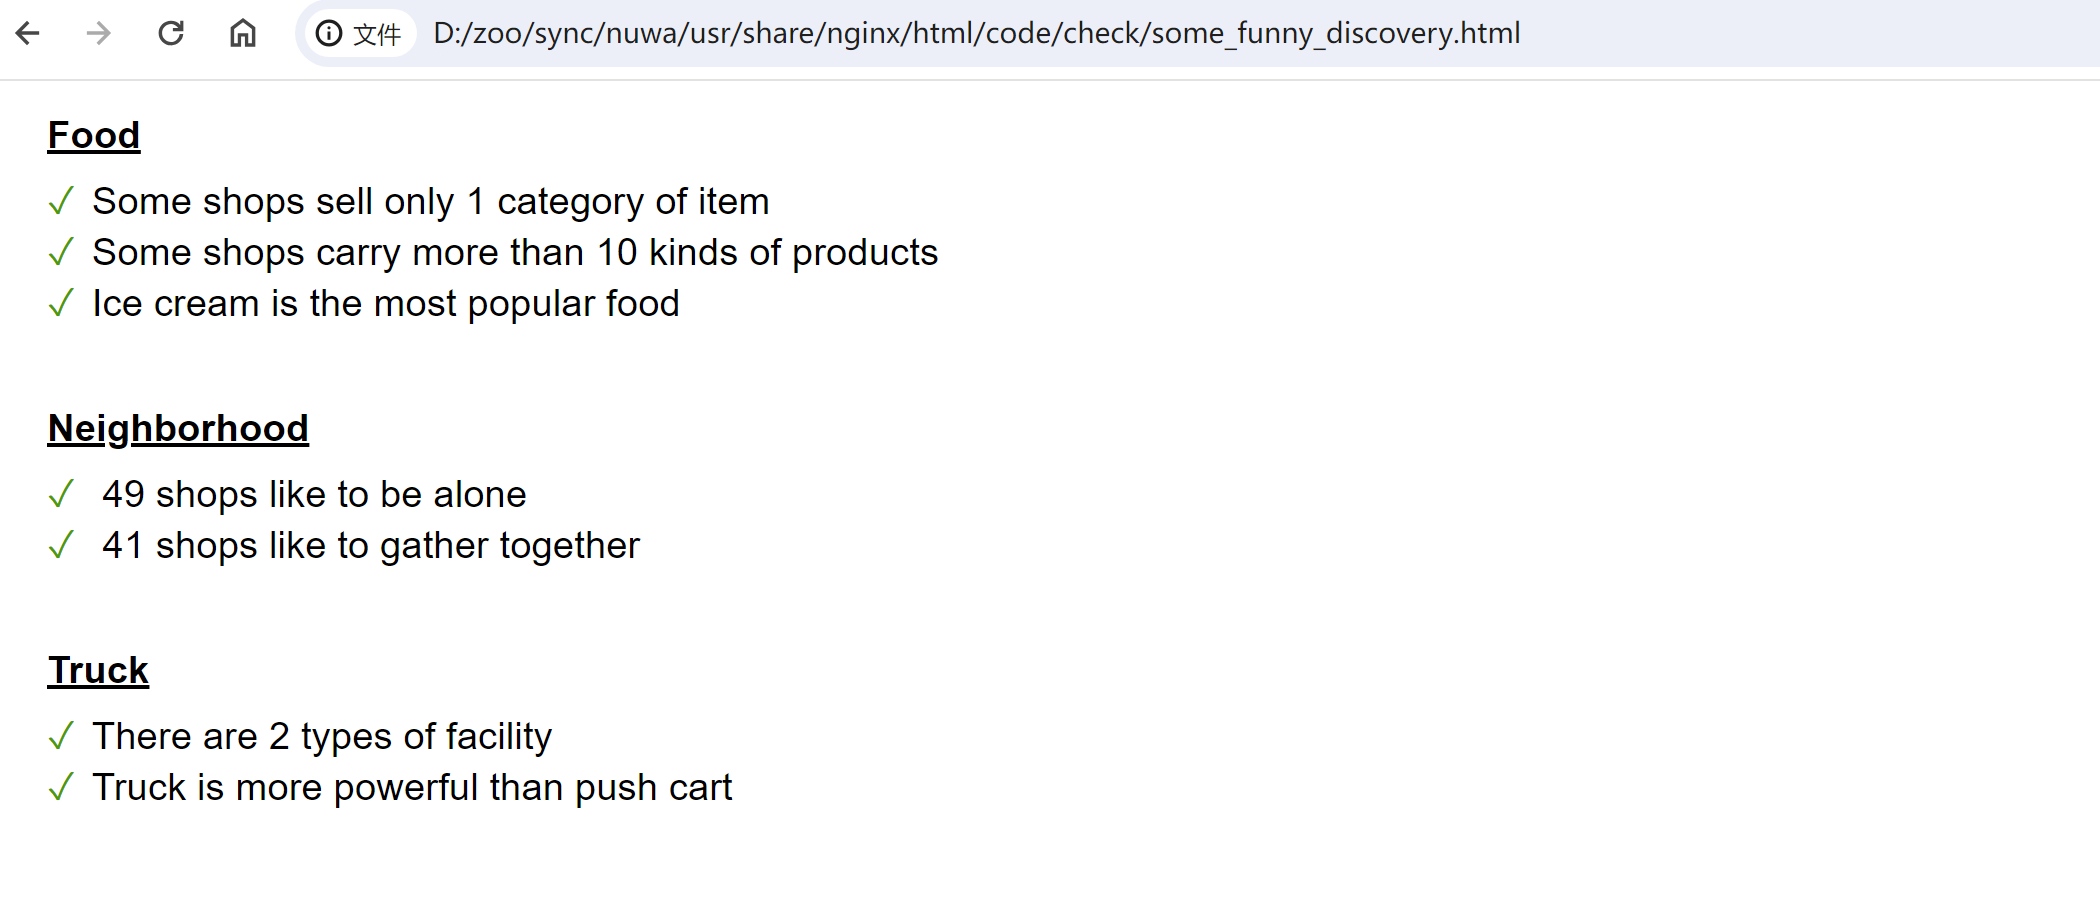 文件 D:/zoo/sync/nuwa/usr/share/nginx/html/code/check/some_funny_discovery.html
Food
✓ Some shops sell only 1 category of item
✓ Some shops carry more than 10 kinds of products
✓ Ice cream is the most popular food
Neighborhood
✓ 49 shops like to be alone
✓ 41 shops like to gather together
Truck
✓ There are 2 types of facility
✓ Truck is more powerful than push cart